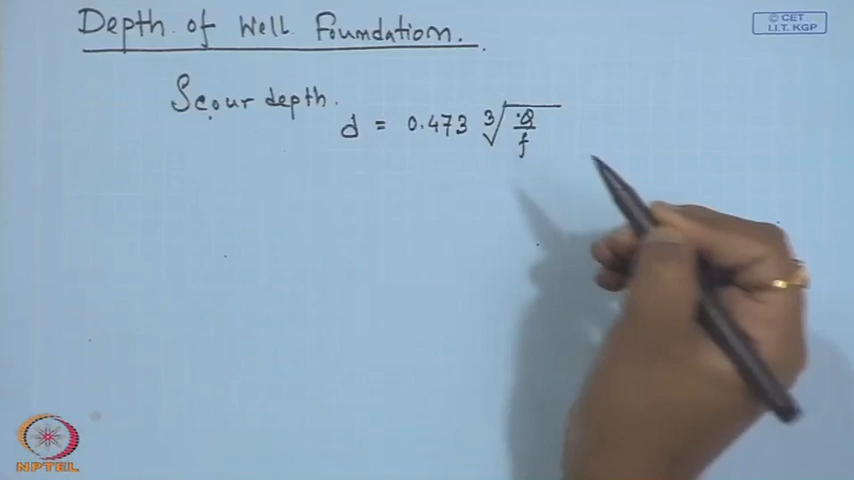 Depth of Well Foundation.
© CET
I.I.T. KGP
Scour depth.
d = 0.473 ∛(Q/f)
NPTEL